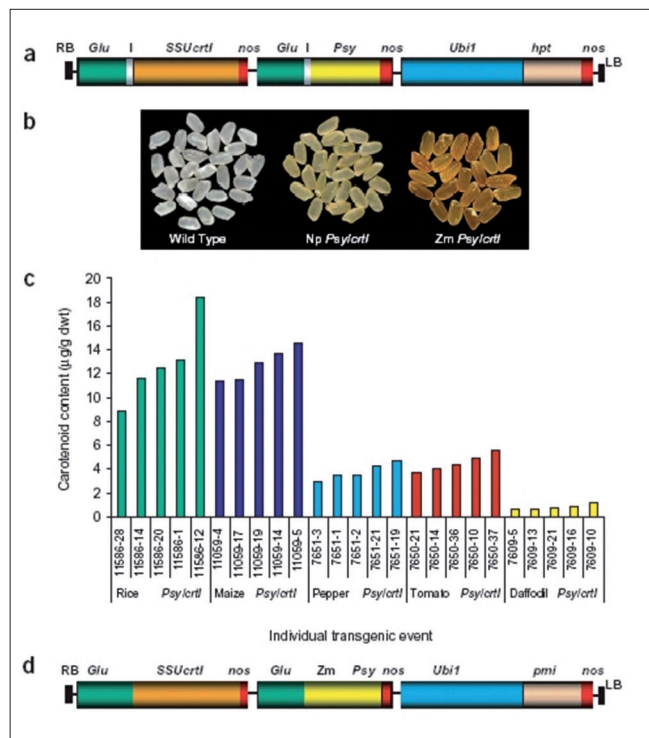 a
RB Glu I SSUcrtI nos Glu I Psy nos Ubi1 hpt nos LB
b
Wild Type Np Psy/crtI Zm Psy/crtI
c
Carotenoid content (µg/g dwt)
20
18
16
14
12
10
8
6
4
2
0
11586-28 11586-14 11586-20 11586-1 11586-12 11059-4 11059-17 11059-19 11059-14 11059-5 7651-3 7651-1 7651-2 7651-21 7651-19 7650-21 7650-14 7650-36 7650-10 7650-37 7609-5 7609-13 7609-21 7609-16 7609-10
Rice Psy/crtI Maize Psy/crtI Pepper Psy/crtI Tomato Psy/crtI Daffodil Psy/crtI
Individual transgenic event
d
RB Glu SSUcrtI nos Glu Zm Psy nos Ubi1 pmi nos LB